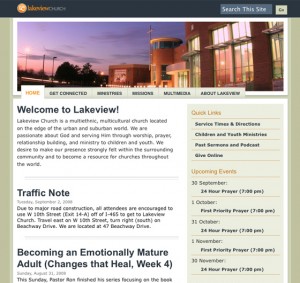 lakeviewCHURCH
Search This Site
Go
HOME
GET CONNECTED
MINISTRIES
MISSIONS
MULTIMEDIA
ABOUT LAKEVIEW
Welcome to Lakeview!
Lakeview Church is a multiethnic, multicultural church located
on the edge of the urban and suburban world. We are
passionate about God and serving Him through worship, prayer,
relationship building, and ministry to children and youth. We
desire to make our presence strongly felt within the surrounding
community and to become a resource for churches throughout
the world.
Traffic Note
Tuesday, September 2, 2008
Due to major road construction, all attendees are encouraged to
use W 10th Street (Exit 14-A) off of I-465 to get to Lakeview
Church. Travel east on W 10th Street, turn right (south) on
Beachway Drive. We are located at 47 Beachway Drive.
Becoming an Emotionally Mature
Adult (Changes that Heal, Week 4)
Sunday, August 31, 2008
This Sunday, Pastor Ron finished his series focusing on the book
Quick Links
Service Times & Directions
Children and Youth Ministries
Past Sermons and Podcast
Give Online
Upcoming Events
30 September:
24 Hour Prayer (7:00 pm)
1 October:
First Priority Prayer (7:00 pm)
31 October:
24 Hour Prayer (7:00 pm)
1 November:
First Priority Prayer (7:00 pm)
30 November:
24 Hour Prayer (7:00 pm)